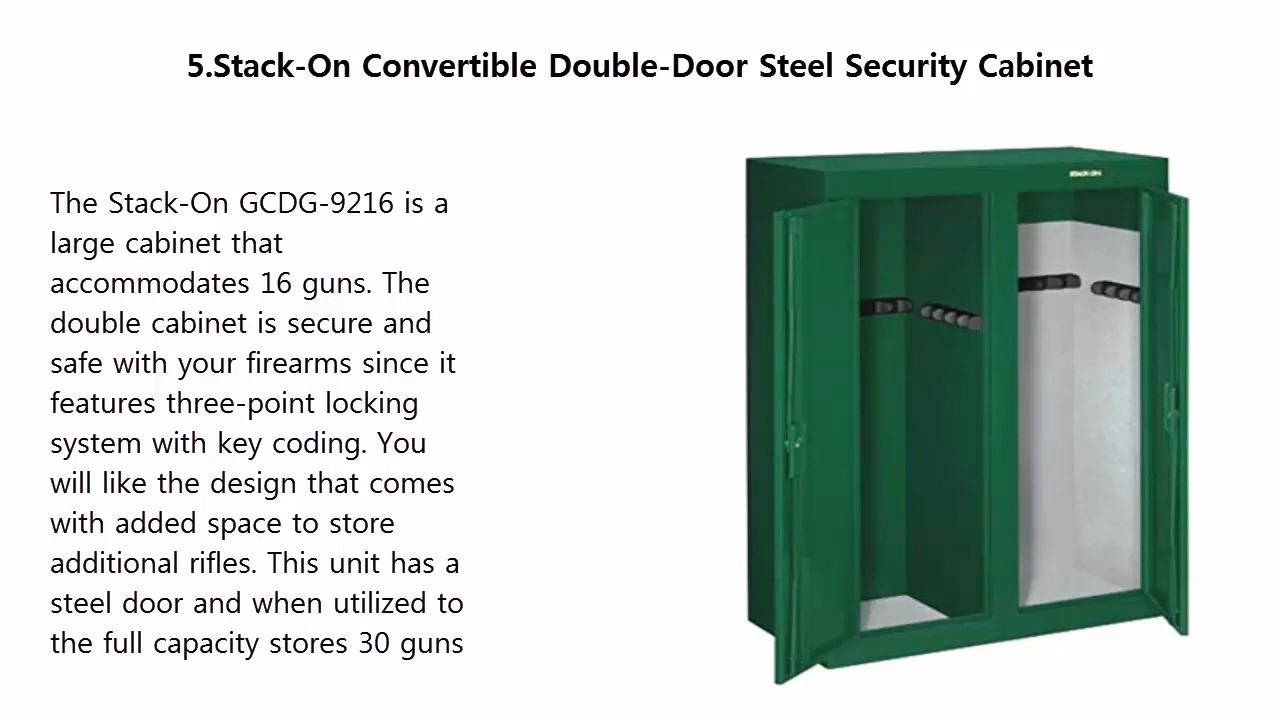 5.Stack-On Convertible Double-Door Steel Security Cabinet
STACK-ON
The Stack-On GCDG-9216 is a
large cabinet that
accommodates 16 guns. The
double cabinet is secure and
safe with your firearms since it
features three-point locking
system with key coding. You
will like the design that comes
with added space to store
additional rifles. This unit has a
steel door and when utilized to
the full capacity stores 30 guns